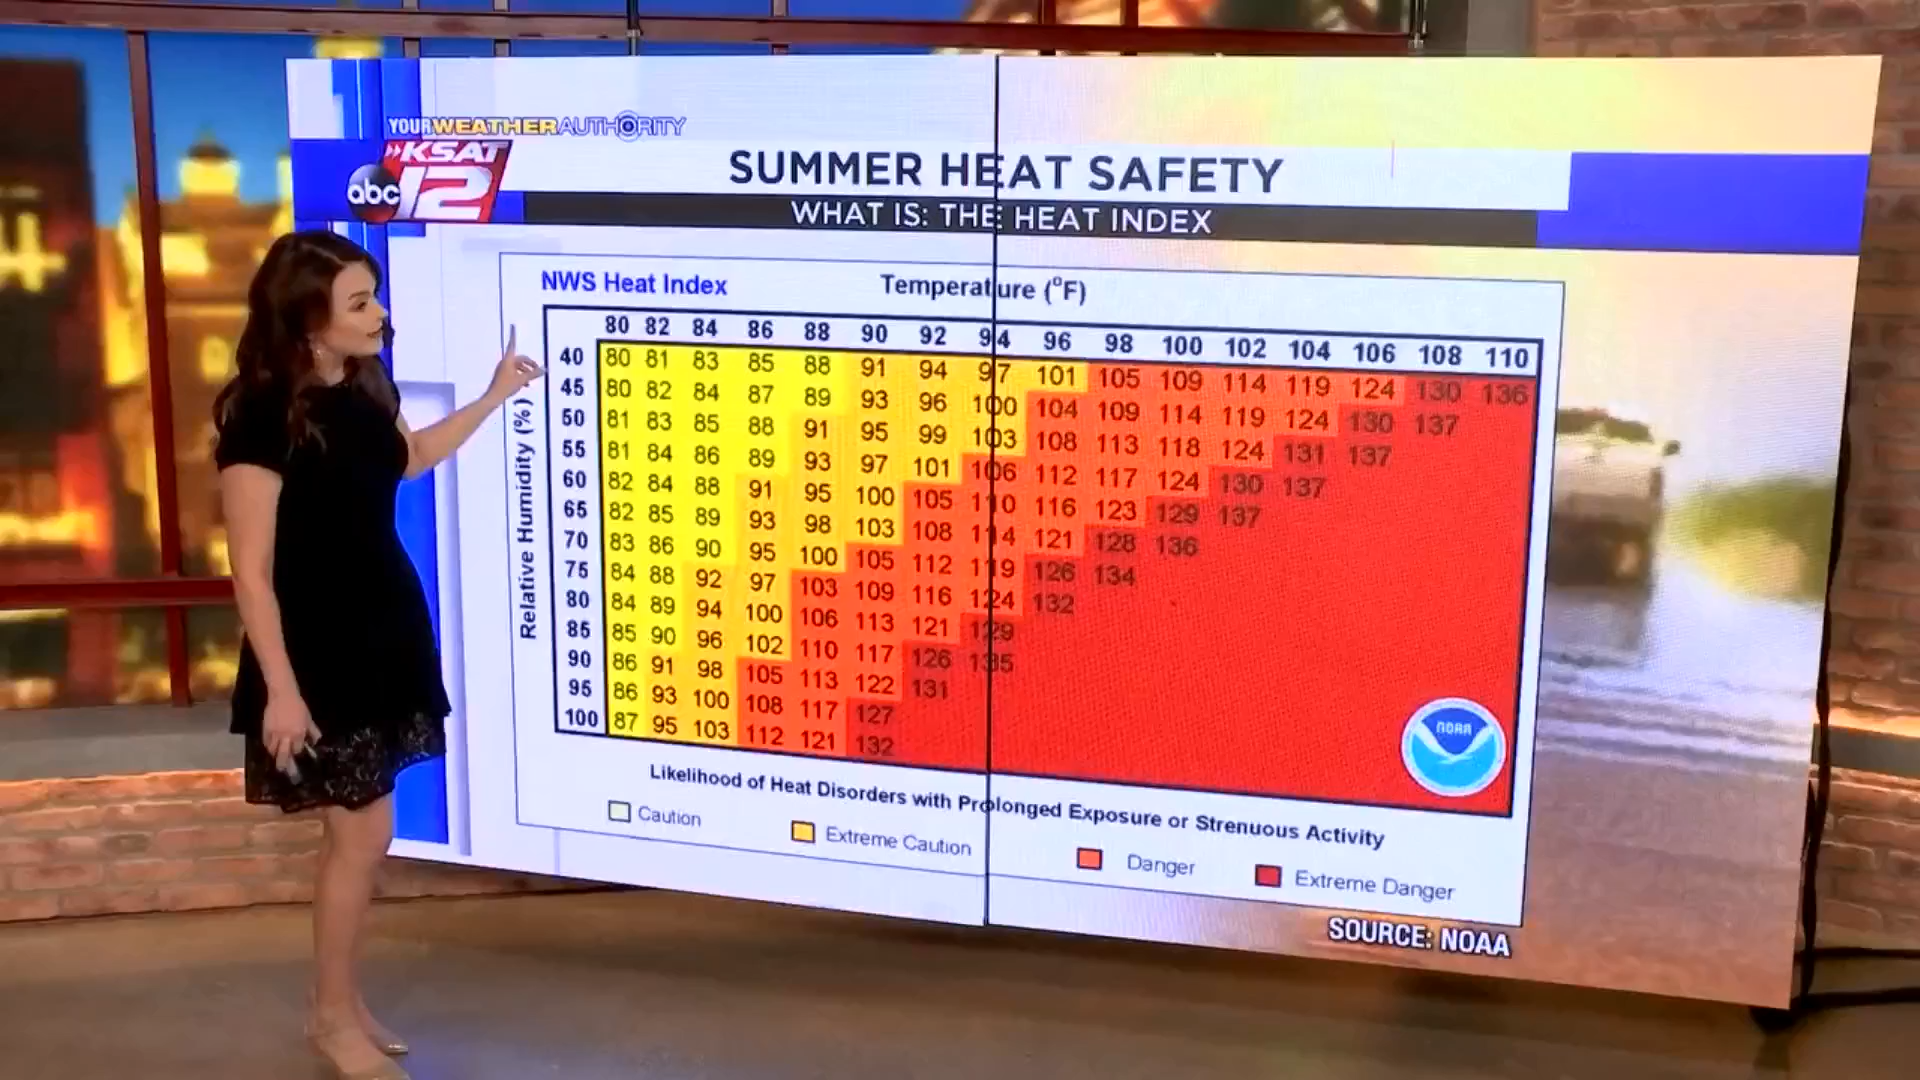 YOUR WEATHER AUTHORITY
KSAT
abc 12
SUMMER HEAT SAFETY
WHAT IS: THE HEAT INDEX
NWS Heat Index
Temperature (°F)
80 82 84 86 88 90 92 94 96 98 100 102 104 106 108 110
Relative Humidity (%)
40 80 81 83 85 88 91 94 97 101 105 109 114 119 124 130 136
45 80 82 84 87 89 93 96 100 104 109 114 119 124 130 137
50 81 83 85 88 91 95 99 103 108 113 118 124 131 137
55 81 84 86 89 93 97 101 106 112 117 124 130 137
60 82 84 88 91 95 100 105 110 116 123 129 137
65 82 85 89 93 98 103 108 114 121 128 136
70 83 86 90 95 100 105 112 119 126 134
75 84 88 92 97 103 109 116 124 132
80 84 89 94 100 106 113 121 129
85 85 90 96 102 110 117 126 135
90 86 91 98 105 113 122 131
95 86 93 100 108 117 127
100 87 95 103 112 121 132
NOAA
Likelihood of Heat Disorders with Prolonged Exposure or Strenuous Activity
Caution Extreme Caution Danger Extreme Danger
SOURCE: NOAA